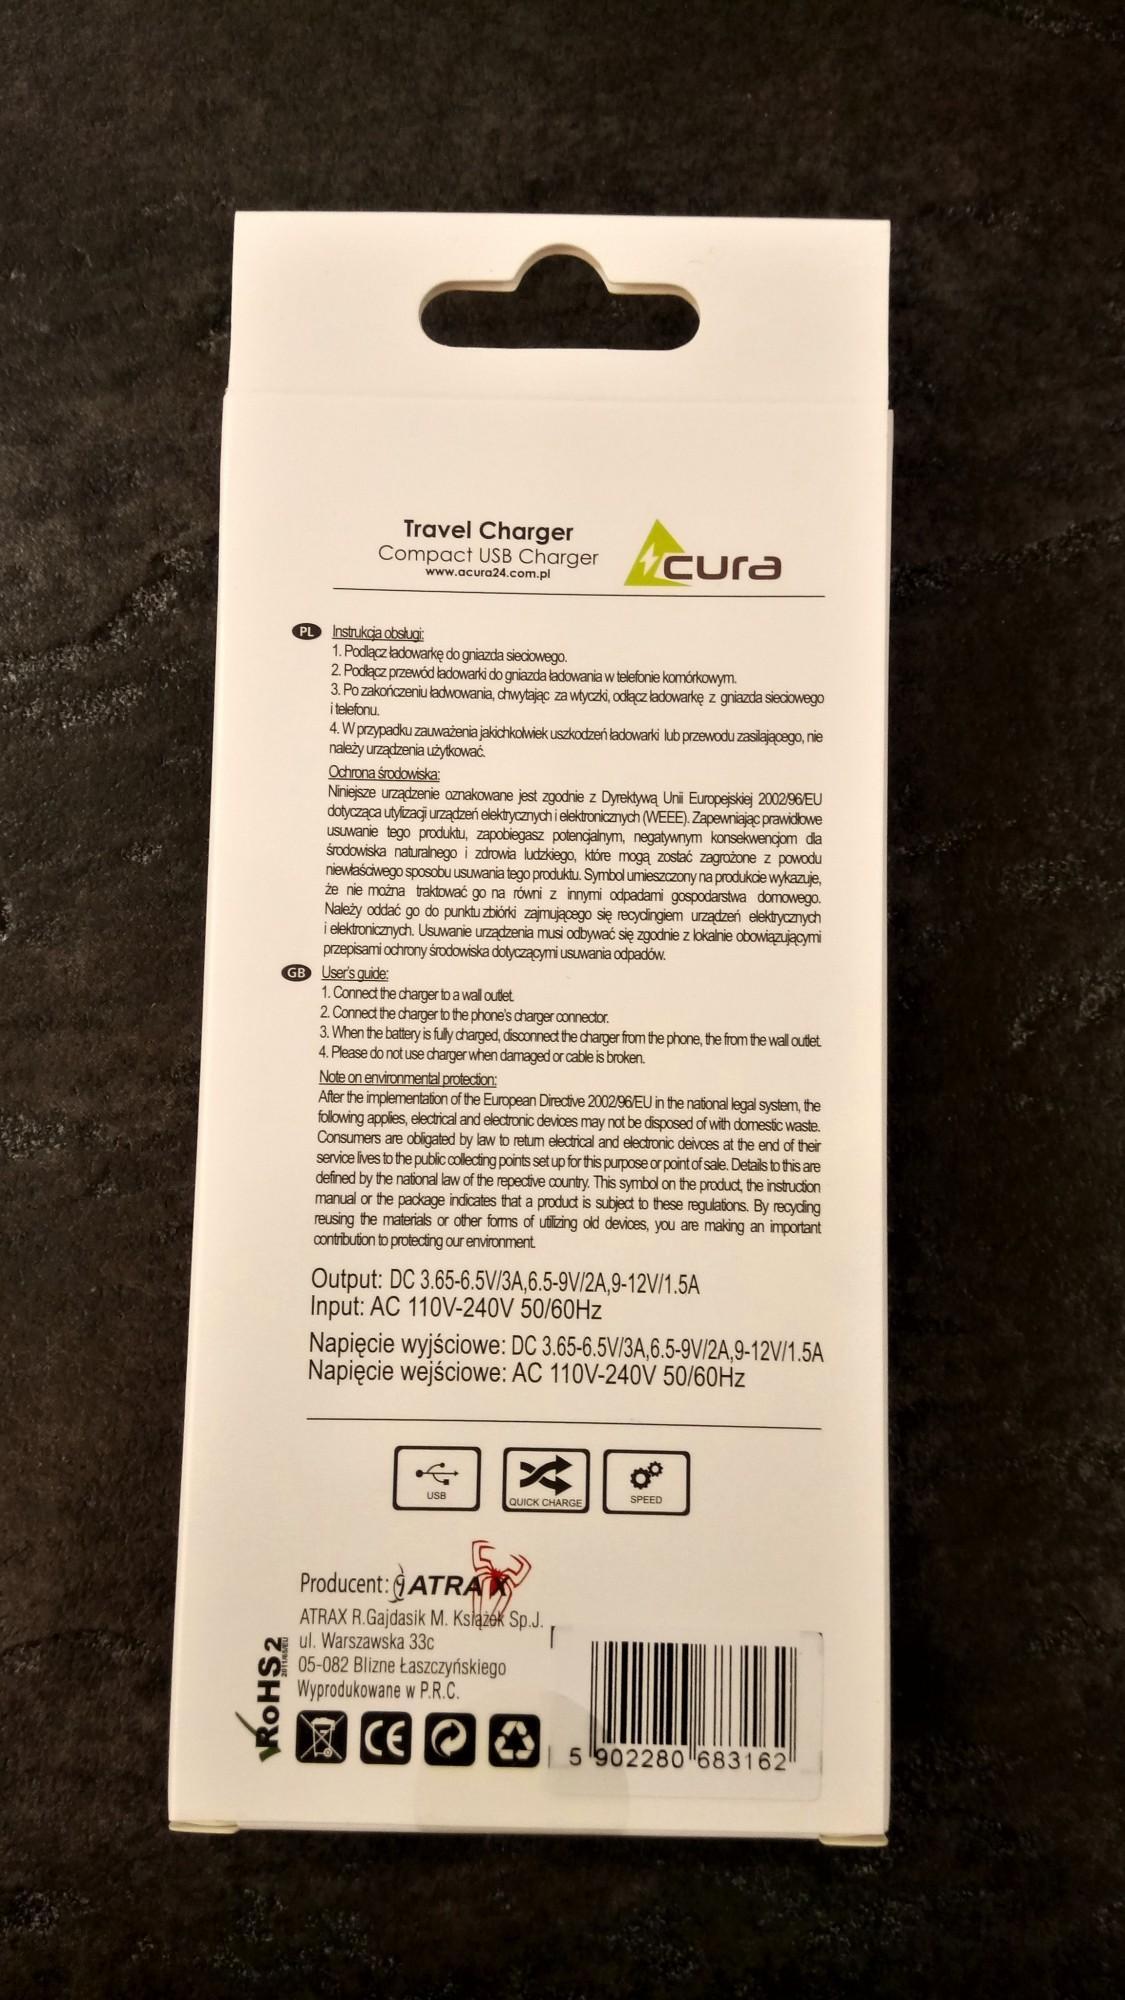 Travel Charger
Compact USB Charger
www.acura24.com.pl
cura
PL Instrukcja obsługi:
1. Podłącz ładowarkę do gniazda sieciowego.
2. Podłącz przewód ładowarki do gniazda ładowania w telefonie komórkowym.
3. Po zakończeniu ładwowania, chwytając za wtyczki, odłącz ładowarkę z gniazda sieciowego
i telefonu.
4. W przypadku zauważenia jakichkolwiek uszkodzeń ładowarki lub przewodu zasilającego, nie
należy urządzenia użytkować.
Ochrona środowiska:
Niniejsze urządzenie oznakowane jest zgodnie z Dyrektywą Unii Europejskiej 2002/96/EU
dotycząca utylizacji urządzeń elektrycznych i elektronicznych (WEEE). Zapewniając prawidłowe
usuwanie tego produktu, zapobiegasz potencjalnym, negatywnym konsekwencjom dla
środowiska naturalnego i zdrowia ludzkiego, które mogą zostać zagrożone z powodu
niewłaściwego sposobu usuwania tego produktu. Symbol umieszczony na produkcie wykazuje,
że nie można traktować go na równi z innymi odpadami gospodarstwa domowego.
Należy oddać go do punktu zbiórki zajmującego się recyclingiem urządzeń elektrycznych
i elektronicznych. Usuwanie urządzenia musi odbywać się zgodnie z lokalnie obowiązującymi
przepisami ochrony środowiska dotyczącymi usuwania odpadów.
GB User's guide:
1. Connect the charger to a wall outlet.
2. Connect the charger to the phone's charger connector.
3. When the battery is fully charged, disconnect the charger from the phone, the from the wall outlet.
4. Please do not use charger when damaged or cable is broken.
Note on environmental protection:
After the implementation of the European Directive 2002/96/EU in the national legal system, the
following applies, electrical and electronic devices may not be disposed of with domestic waste.
Consumers are obligated by law to return electrical and electronic deivces at the end of their
service lives to the public collecting points set up for this purpose or point of sale. Details to this are
defined by the national law of the repective country. This symbol on the product, the instruction
manual or the package indicates that a product is subject to these regulations. By recycling
reusing the materials or other forms of utilizing old devices, you are making an important
contribution to protecting our environment.
Output: DC 3.65-6.5V/3A,6.5-9V/2A,9-12V/1.5A
Input: AC 110V-240V 50/60Hz
Napięcie wyjściowe: DC 3.65-6.5V/3A,6.5-9V/2A,9-12V/1.5A
Napięcie wejściowe: AC 110V-240V 50/60Hz
USB
QUICK CHARGE
SPEED
Producent: ATRAX
ATRAX R.Gajdasik M. Książek Sp.J.
ul. Warszawska 33c
05-082 Blizne Łaszczyńskiego
Wyprodukowane w P.R.C.
RoHS 2
2011/65/EU
CE
5 902280 683162